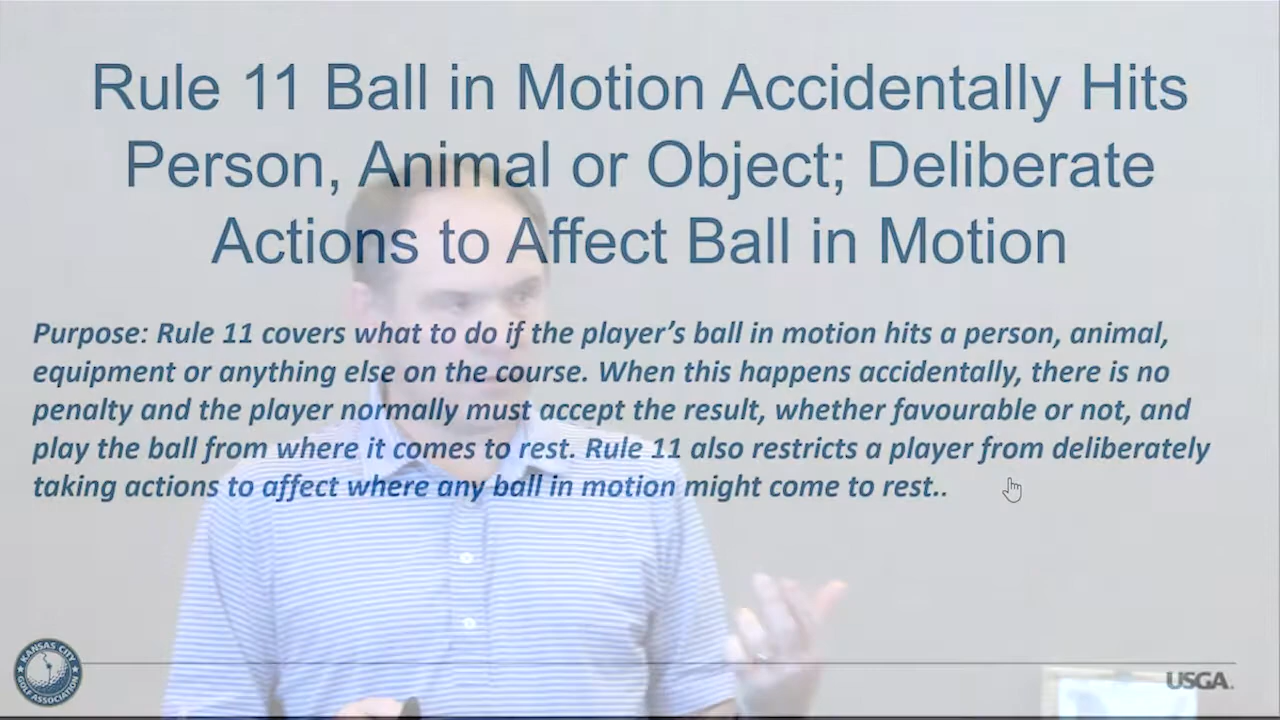 Rule 11 Ball in Motion Accidentally Hits
Person, Animal or Object; Deliberate
Actions to Affect Ball in Motion
Purpose: Rule 11 covers what to do if the player's ball in motion hits a person, animal,
equipment or anything else on the course. When this happens accidentally, there is no
penalty and the player normally must accept the result, whether favourable or not, and
play the ball from where it comes to rest. Rule 11 also restricts a player from deliberately
taking actions to affect where any ball in motion might come to rest..
KANSAS CITY
GOLF ASSOCIATION
USGA.